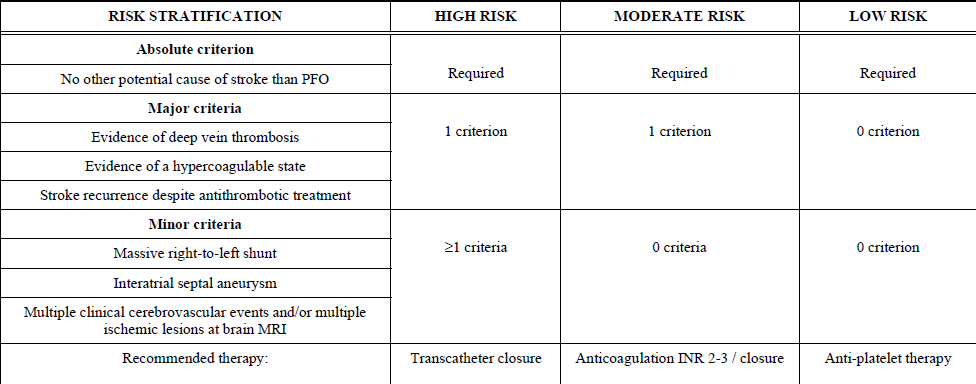 RISK STRATIFICATION HIGH RISK MODERATE RISK LOW RISK
Absolute criterion
No other potential cause of stroke than PFO Required Required Required
Major criteria
Evidence of deep vein thrombosis 1 criterion 1 criterion 0 criterion
Evidence of a hypercoagulable state
Stroke recurrence despite antithrombotic treatment
Minor criteria
Massive right-to-left shunt ≥1 criteria 0 criteria 0 criterion
Interatrial septal aneurysm
Multiple clinical cerebrovascular events and/or multiple
ischemic lesions at brain MRI
Recommended therapy: Transcatheter closure Anticoagulation INR 2-3 / closure Anti-platelet therapy